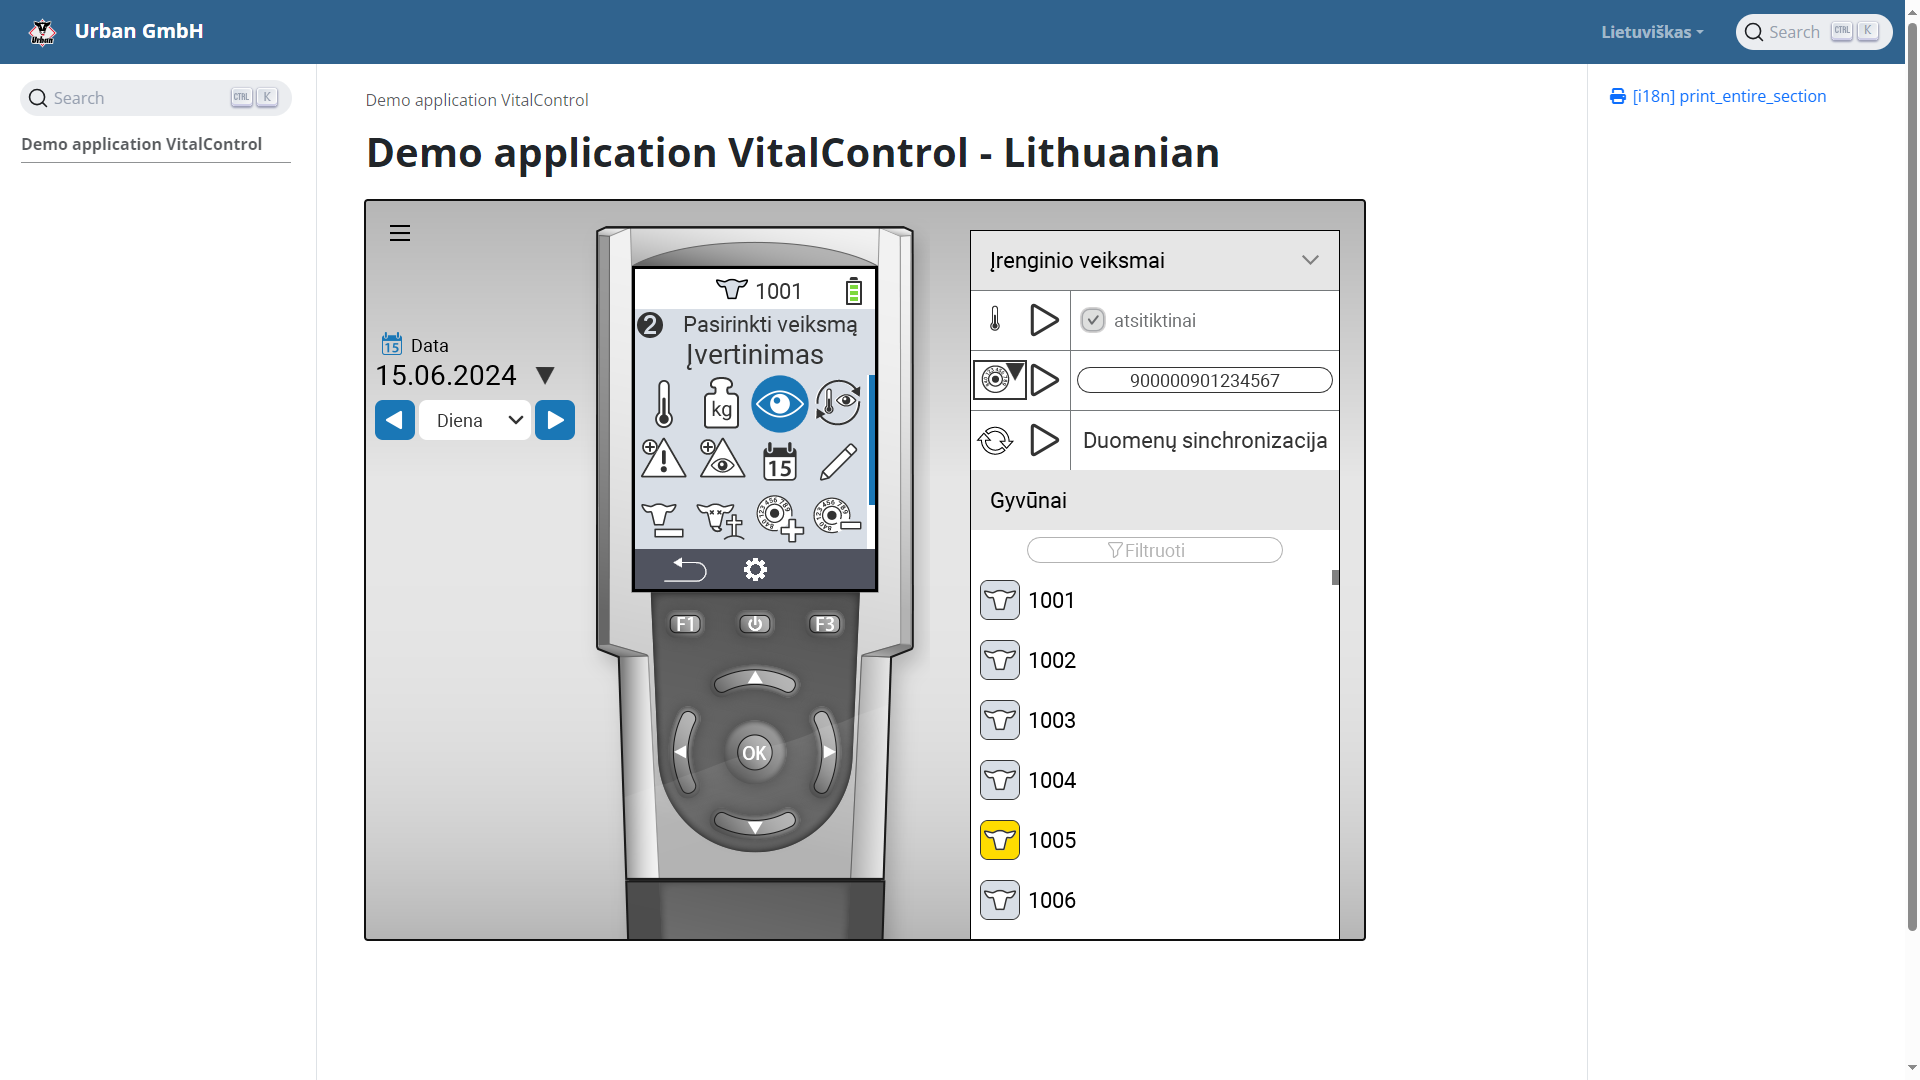 Urban GmbH
Lietuviškas
Search CTRL K
Search CTRL K
Demo application VitalControl
Demo application VitalControl
Demo application VitalControl - Lithuanian
[i18n] print_entire_section
15 Data
15.06.2024
Diena
1001
2 Pasirinkti veiksmą
Įvertinimas
kg
15
F1
F3
OK
Įrenginio veiksmai
atsitiktinai
900000901234567
Duomenų sinchronizacija
Gyvūnai
Filtruoti
1001
1002
1003
1004
1005
1006